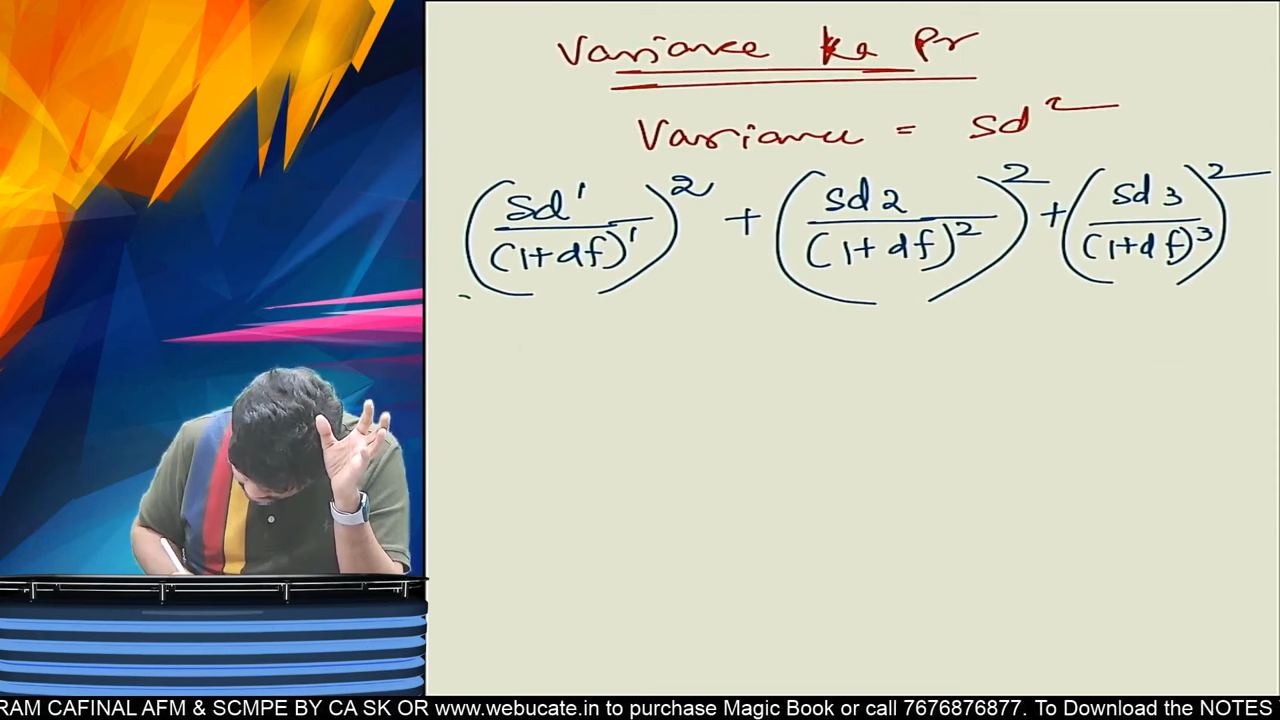 Variance ka Pr
Variance = sd²
(sd1/(1+df)¹)² + (sd2/(1+df)²)² + (sd3/(1+df)³)²
RAM CAFINAL AFM & SCMPE BY CA SK OR www.webucate.in to purchase Magic Book or call 7676876877. To Download the NOTES